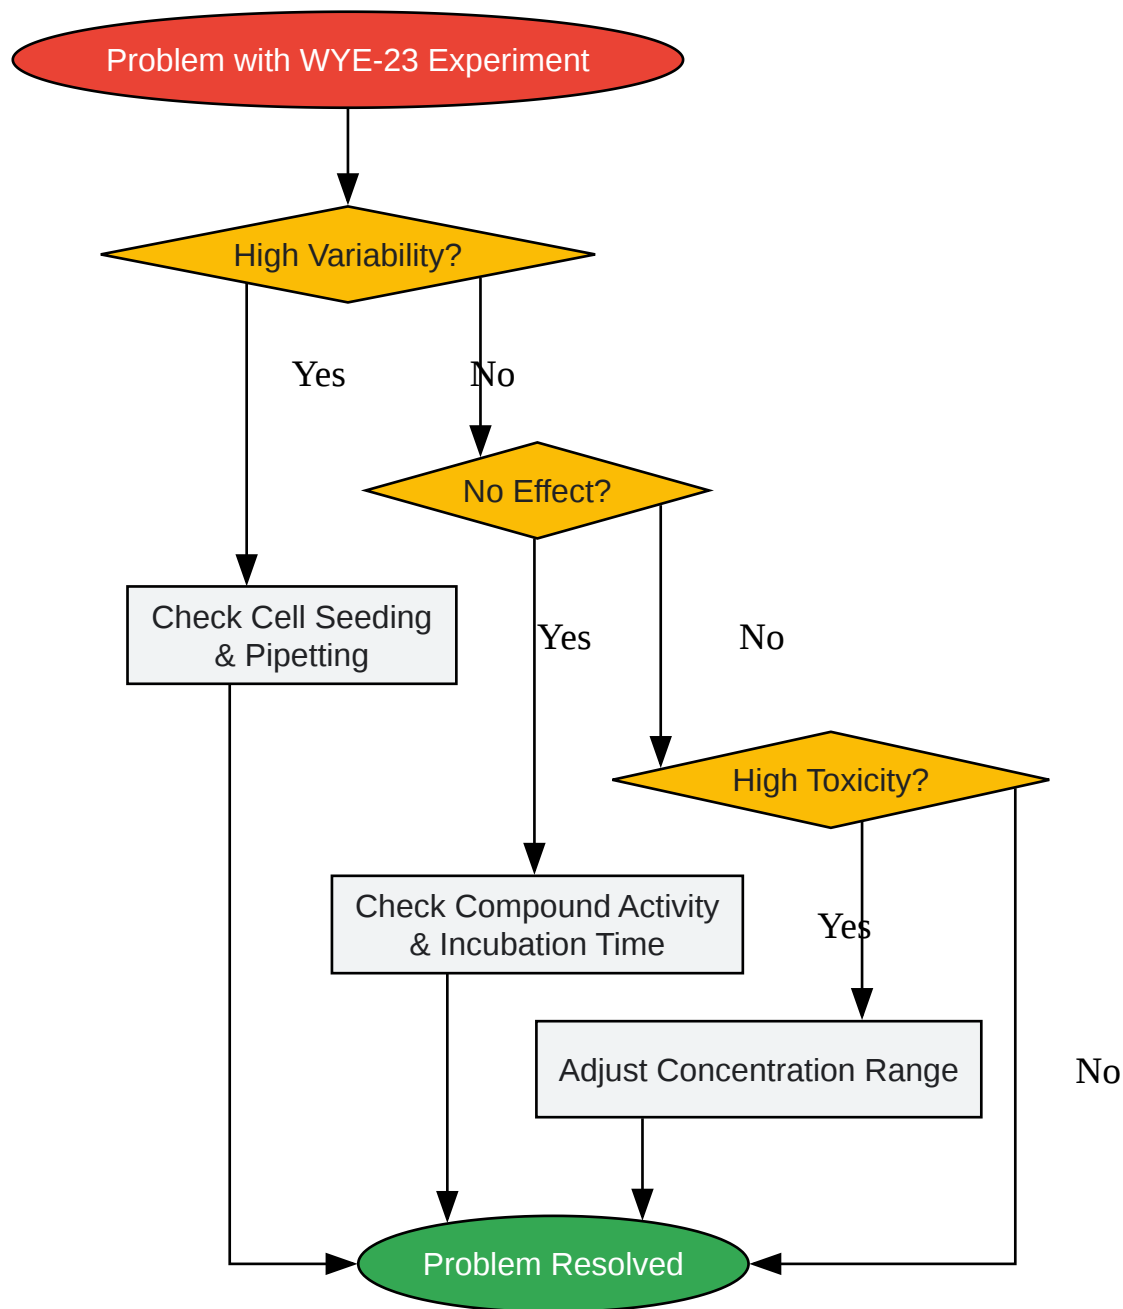 Problem with WYE-23 Experiment
High Variability?
Yes
No
No Effect?
Check Cell Seeding
& Pipetting
Yes
No
High Toxicity?
Check Compound Activity
& Incubation Time
Yes
Adjust Concentration Range
No
Problem Resolved